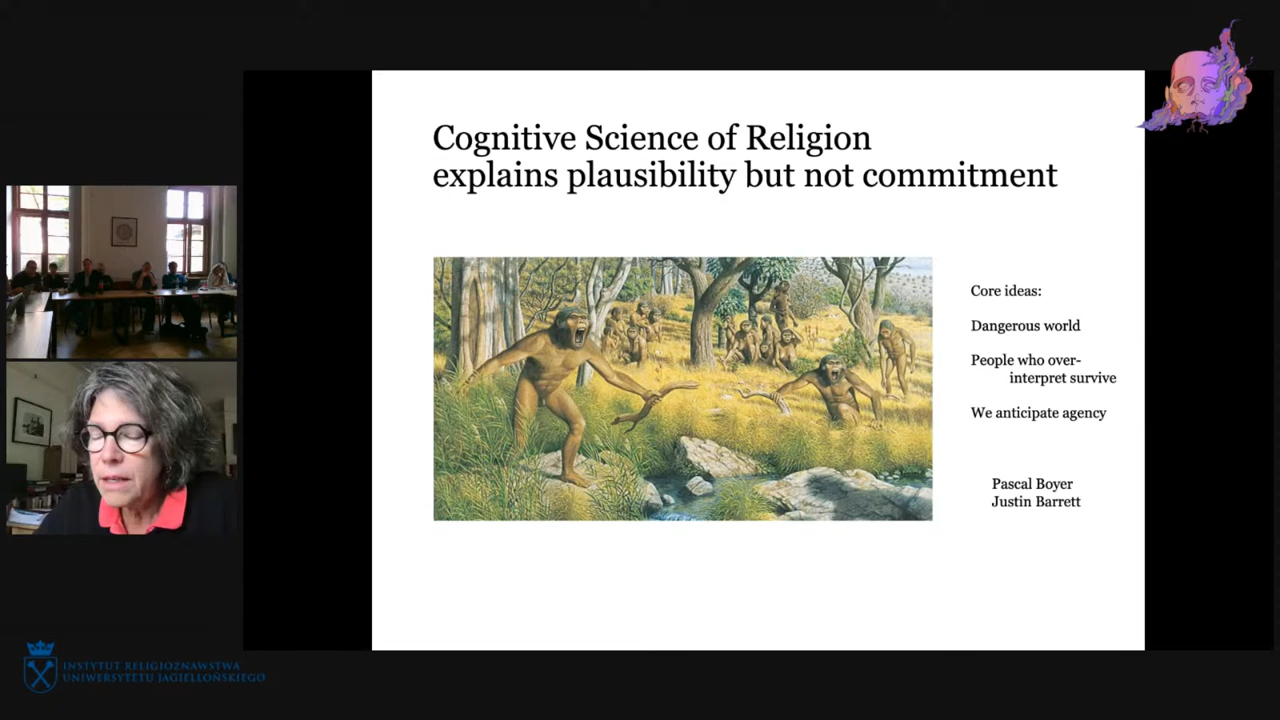 Cognitive Science of Religion
explains plausibility but not commitment
Core ideas:
Dangerous world
People who over-
interpret survive
We anticipate agency
Pascal Boyer
Justin Barrett
INSTYTUT RELIGIOZNAWSTWA
UNIWERSYTETU JAGIELLOŃSKIEGO